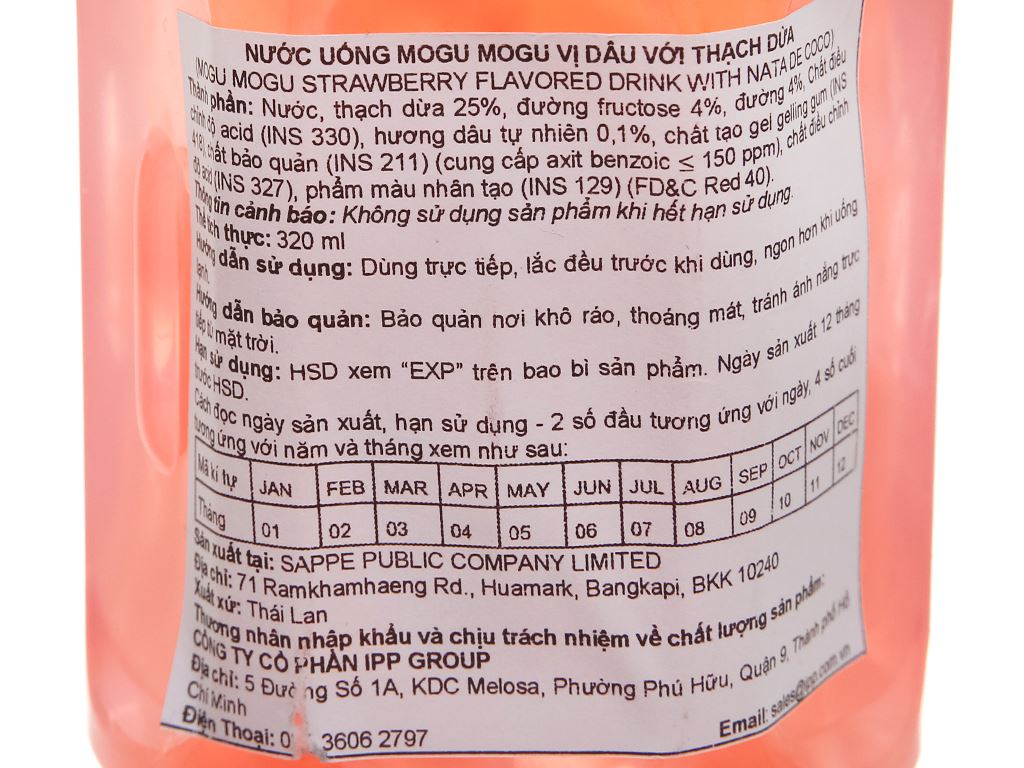 NƯỚC UỐNG MOGU MOGU VỊ DÂU VỚI THẠCH DỪA
(MOGU MOGU STRAWBERRY FLAVORED DRINK WITH NATA DE COCO)
Thành phần: Nước, thạch dừa 25%, đường fructose 4%, đường 4%, Chất điều
chỉnh độ acid (INS 330), hương dâu tự nhiên 0,1%, chất tạo gel gelling gum (INS
418), chất bảo quản (INS 211) (cung cấp axit benzoic ≤ 150 ppm), chất điều chỉnh
độ acid (INS 327), phẩm màu nhân tạo (INS 129) (FD&C Red 40).
Thông tin cảnh báo: Không sử dụng sản phẩm khi hết hạn sử dụng.
Thể tích thực: 320 ml
Hướng dẫn sử dụng: Dùng trực tiếp, lắc đều trước khi dùng, ngon hơn khi uống
lạnh
Hướng dẫn bảo quản: Bảo quản nơi khô ráo, thoáng mát, tránh ánh nắng trực
tiếp từ mặt trời.
Hạn sử dụng: HSD xem "EXP" trên bao bì sản phẩm. Ngày sản xuất 12 tháng
trước HSD.
Cách đọc ngày sản xuất, hạn sử dụng - 2 số đầu tương ứng với ngày, 4 số cuối
tương ứng với năm và tháng xem như sau:
Mã kí tự JAN FEB MAR APR MAY JUN JUL AUG SEP OCT NOV DEC
Tháng 01 02 03 04 05 06 07 08 09 10 11 12
Sản xuất tại: SAPPE PUBLIC COMPANY LIMITED
Địa chỉ: 71 Ramkhamhaeng Rd., Huamark, Bangkapi, BKK 10240
Xuất xứ: Thái Lan
Thương nhân nhập khẩu và chịu trách nhiệm về chất lượng sản phẩm:
CÔNG TY CỔ PHẦN IPP GROUP
Địa chỉ: 5 Đường Số 1A, KDC Melosa, Phường Phú Hữu, Quận 9, Thành phố Hồ
Chí Minh
Điện Thoại: 0 3606 2797 Email: sales@ipp.com.vn